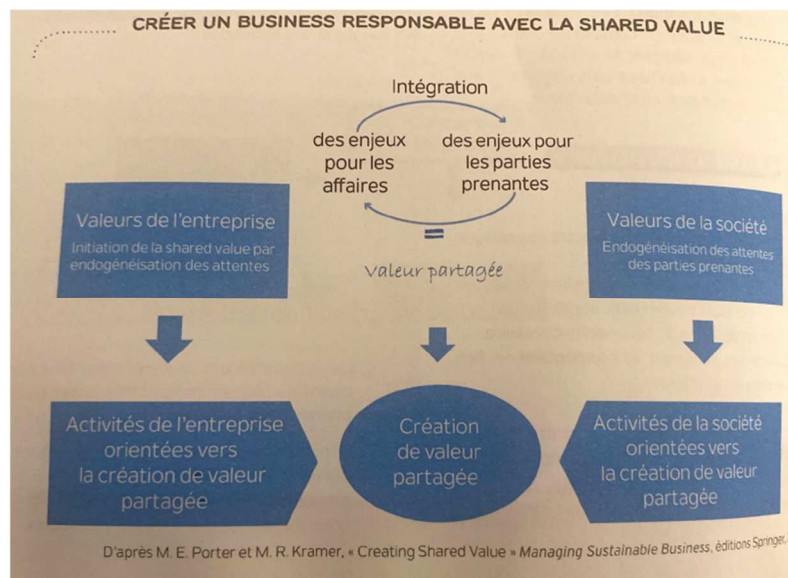 CRÉER UN BUSINESS RESPONSABLE AVEC LA SHARED VALUE
Intégration
des enjeux
pour les
affaires
des enjeux pour
les parties
prenantes
=
Valeur partagée
Valeurs de l'entreprise
Initiation de la shared value par
endogénéisation des attentes
Valeurs de la société
Endogénéisation des attentes
des parties prenantes
Activités de l'entreprise
orientées vers
la création de valeur
partagée
Création
de valeur
partagée
Activités de la société
orientées vers
la création de valeur
partagée
D'après M. E. Porter et M. R. Kramer, « Creating Shared Value » Managing Sustainable Business, éditions Springer,